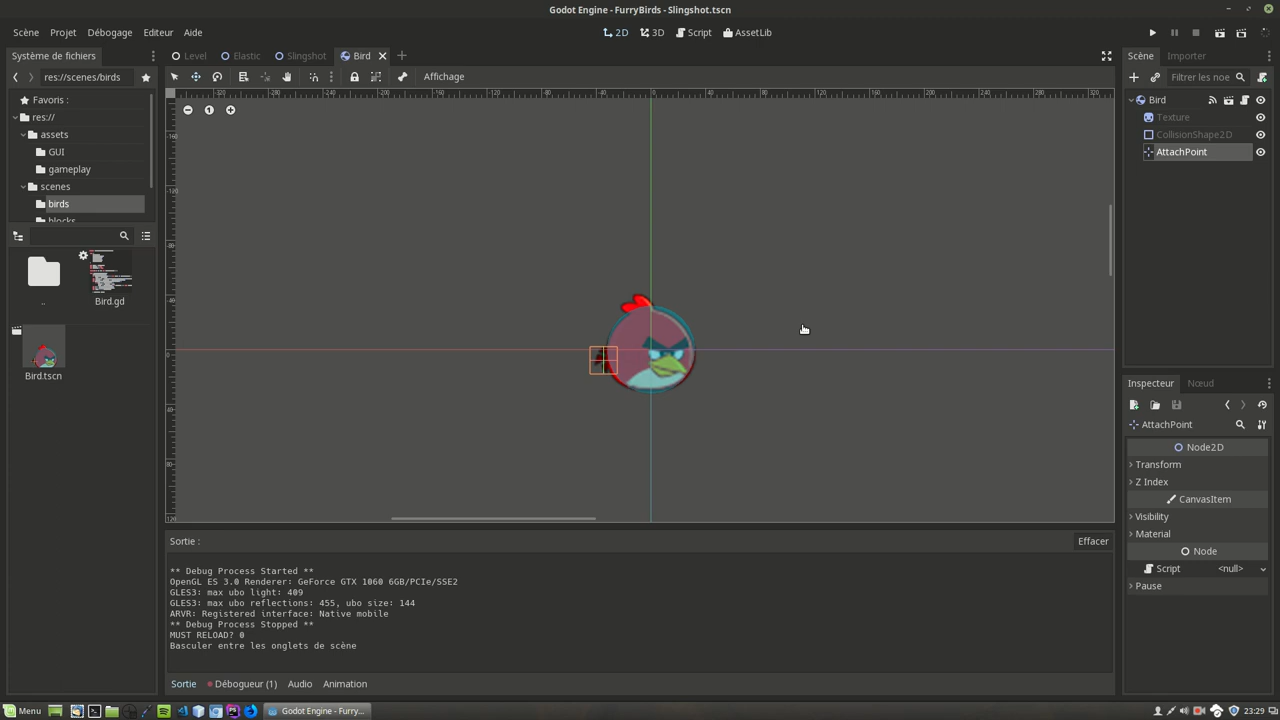 Godot Engine - FurryBirds - Slingshot.tscn
Scène Projet Débogage Editeur Aide
2D 3D Script AssetLib
Système de fichiers
Level Elastic Slingshot Bird
Scène Importer
res://scenes/birds
Affichage
Filtrer les noe
Favoris :
res://
assets
GUI
gameplay
scenes
birds
Bird.gd
Bird.tscn
Bird
Texture
CollisionShape2D
AttachPoint
Inspecteur Nœud
AttachPoint
Node2D
Transform
Z Index
CanvasItem
Visibility
Material
Node
Script <null>
Pause
Sortie :
Effacer
** Debug Process Started **
OpenGL ES 3.0 Renderer: GeForce GTX 1060 6GB/PCIe/SSE2
GLES3: max ubo light: 409
GLES3: max ubo reflections: 455, ubo size: 144
ARVR: Registered interface: Native mobile
** Debug Process Stopped **
MUST RELOAD? 0
Basculer entre les onglets de scène
Sortie Débogueur (1) Audio Animation
Menu
Godot Engine - Furry...
23:29